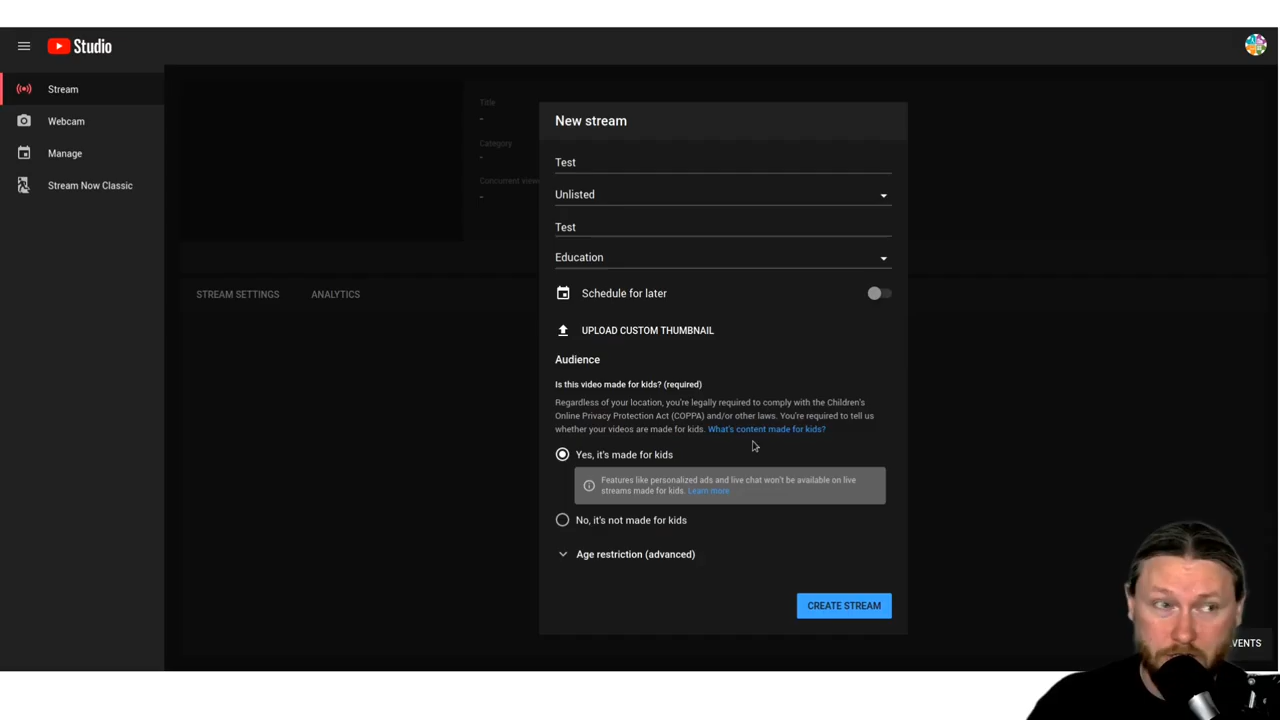 Studio
Stream
Webcam
Manage
Stream Now Classic
Title
-
Category
-
Concurrent viewe
-
STREAM SETTINGS
ANALYTICS
New stream
Test
Unlisted
Test
Education
Schedule for later
UPLOAD CUSTOM THUMBNAIL
Audience
Is this video made for kids? (required)
Regardless of your location, you're legally required to comply with the Children's
Online Privacy Protection Act (COPPA) and/or other laws. You're required to tell us
whether your videos are made for kids. What's content made for kids?
Yes, it's made for kids
Features like personalized ads and live chat won't be available on live
streams made for kids. Learn more
No, it's not made for kids
Age restriction (advanced)
CREATE STREAM
VENTS